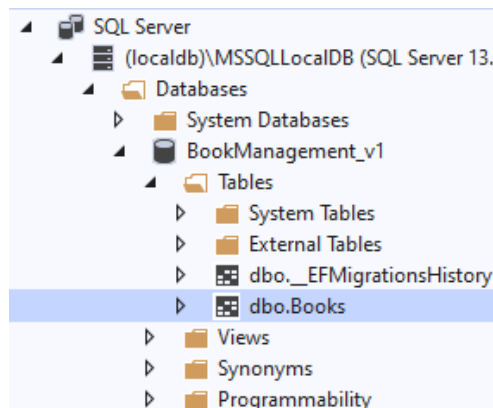 SQL Server
(localdb)\MSSQLLocalDB (SQL Server 13.
Databases
System Databases
BookManagement_v1
Tables
System Tables
External Tables
dbo.__EFMigrationsHistory
dbo.Books
Views
Synonyms
Programmability